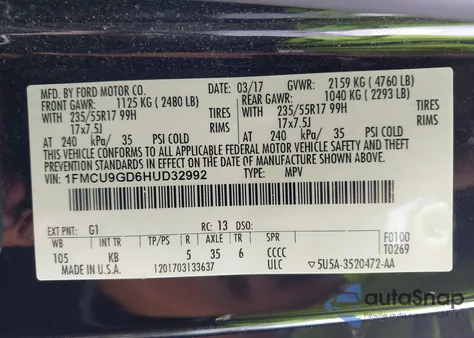 MFD. BY FORD MOTOR CO. 03/17 GVWR: 2159 KG ( 4760 LB)
FRONT GAWR: 1125 KG ( 2480 LB) REAR GAWR: 1040 KG ( 2293 LB)
235/55R17 99H TIRES 235/55R17 99H TIRES
17x7.5J RIMS 17x7.5J RIMS
AT 240 kPa/ 35 PSI COLD AT 240 kPa/ 35 PSI COLD
THIS VEHICLE CONFORMS TO ALL APPLICABLE FEDERAL MOTOR VEHICLE SAFETY
AND THEFT PREVENTION STANDARDS IN EFFECT ON THE DATE OF MANUFACTURE SHOWN ABOVE.
VIN: 1FMCU9GD6HUD32992 TYPE: MPV
EXT PNT: G1 RC: 13 DSO: F0100
WB INT TR TP/PS R AXLE TR SPR T0269
105 KB 5 35 6 CCCC
MADE IN U.S.A. 1201703133637 ULC ▽5U5A-3520472-AA
autoSnap